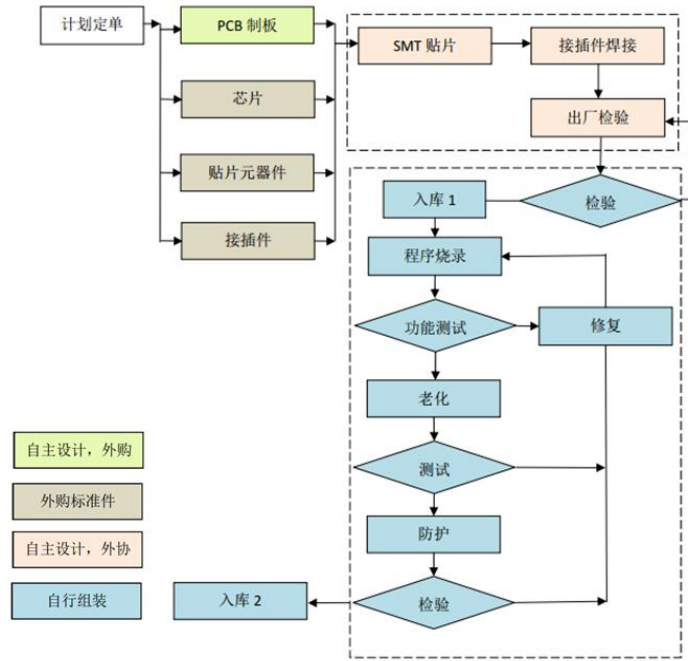 计划定单
PCB 制板
SMT 贴片
接插件焊接
芯片
出厂检验
贴片元器件
入库 1
检验
接插件
程序烧录
功能测试
修复
老化
自主设计，外购
测试
外购标准件
防护
自主设计，外协
自行组装
入库 2
检验